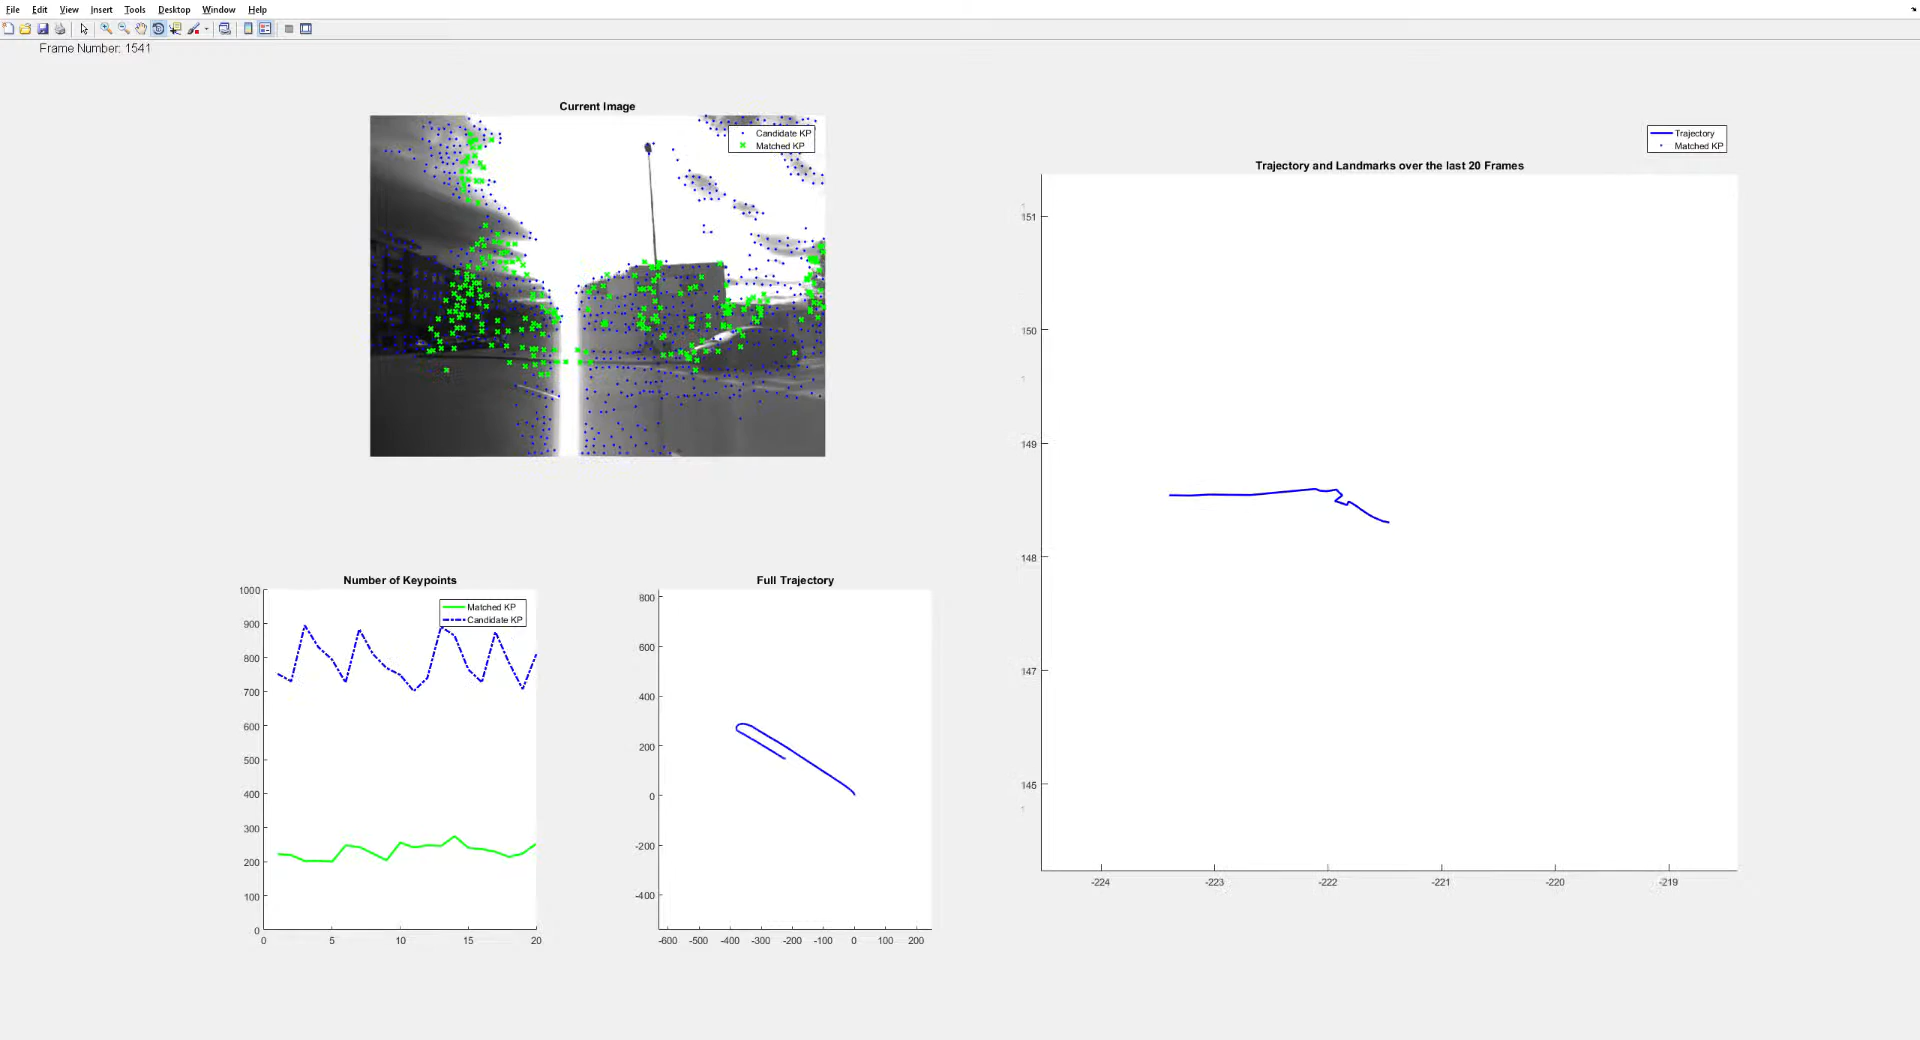 File Edit View Insert Tools Desktop Window Help
Frame Number: 1541
Current Image
Candidate KP
Matched KP
Trajectory
Matched KP
Trajectory and Landmarks over the last 20 Frames
151
150
149
148
147
145
-224 -223 -222 -221 -220 -219
Number of Keypoints
Matched KP
Candidate KP
1000
900
800
700
600
500
400
300
200
100
0
0 5 10 15 20
Full Trajectory
800
600
400
200
0
-200
-400
-600 -500 -400 -300 -200 -100 0 100 200